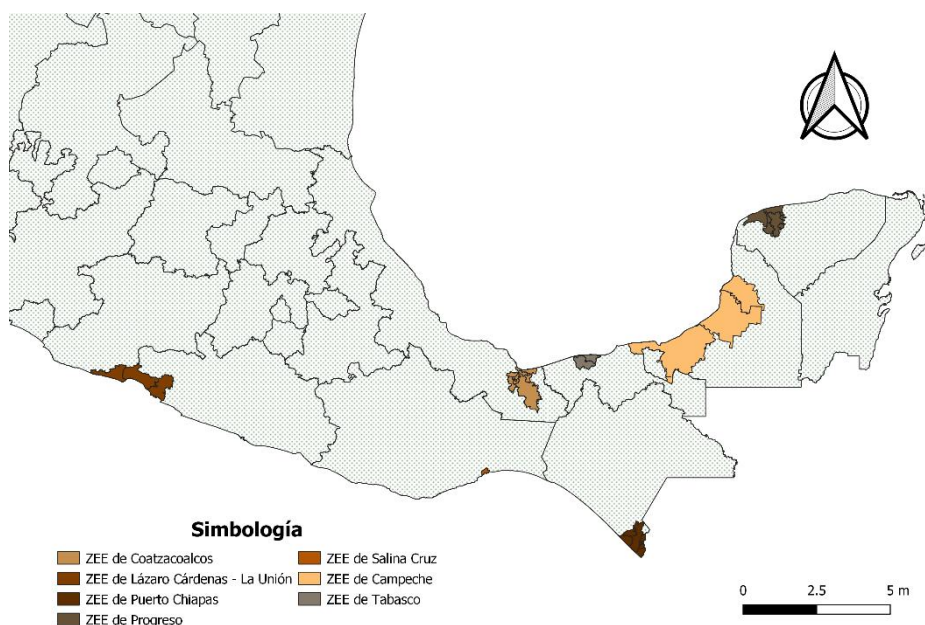 Simbología
ZEE de Coatzacoalcos
ZEE de Lázaro Cárdenas - La Unión
ZEE de Puerto Chiapas
ZEE de Progreso
ZEE de Salina Cruz
ZEE de Campeche
ZEE de Tabasco
0 2.5 5 m